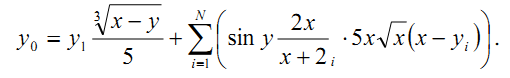 $y_0 = y_1 \frac{\sqrt[3]{x-y}}{5} + \sum_{i=1}^{N} \left( \sin y \frac{2x}{x+2_i} \cdot 5x\sqrt{x}(x-y_i) \right).$